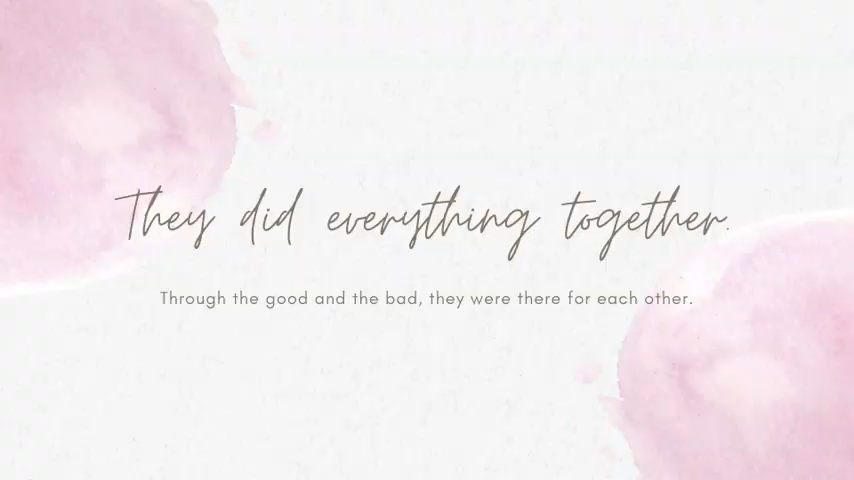 They did everything together.
Through the good and the bad, they were there for each other.